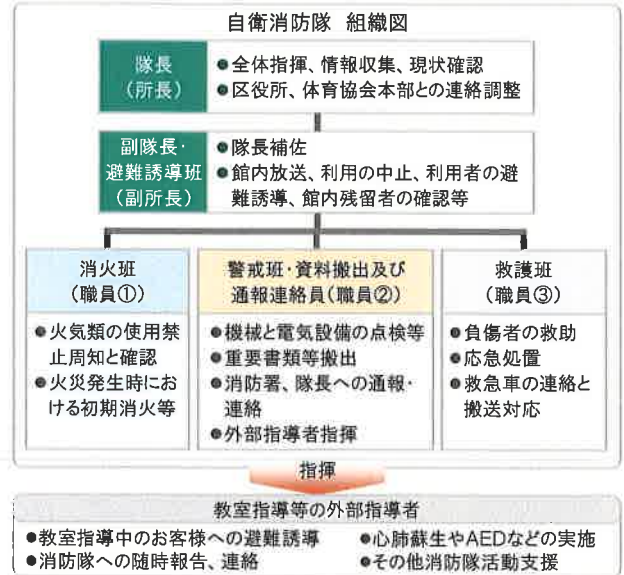 自衛消防隊 組織図
隊長
(所長)
●全体指揮、情報収集、現状確認
●区役所、体育協会本部との連絡調整
副隊長・
避難誘導班
(副所長)
●隊長補佐
●館内放送、利用の中止、利用者の避
難誘導、館内残留者の確認等
消火班
(職員①)
●火気類の使用禁
止周知と確認
●火災発生時にお
ける初期消火等
警戒班・資料搬出及び
通報連絡員(職員②)
●機械と電気設備の点検等
●重要書類等搬出
●消防署、隊長への通報・
連絡
●外部指導者指揮
救護班
(職員③)
●負傷者の救助
●応急処置
●救急車の連絡と
搬送対応
指揮
教室指導等の外部指導者
●教室指導中のお客様への避難誘導
●消防隊への随時報告、連絡
●心肺蘇生やAEDなどの実施
●その他消防隊活動支援